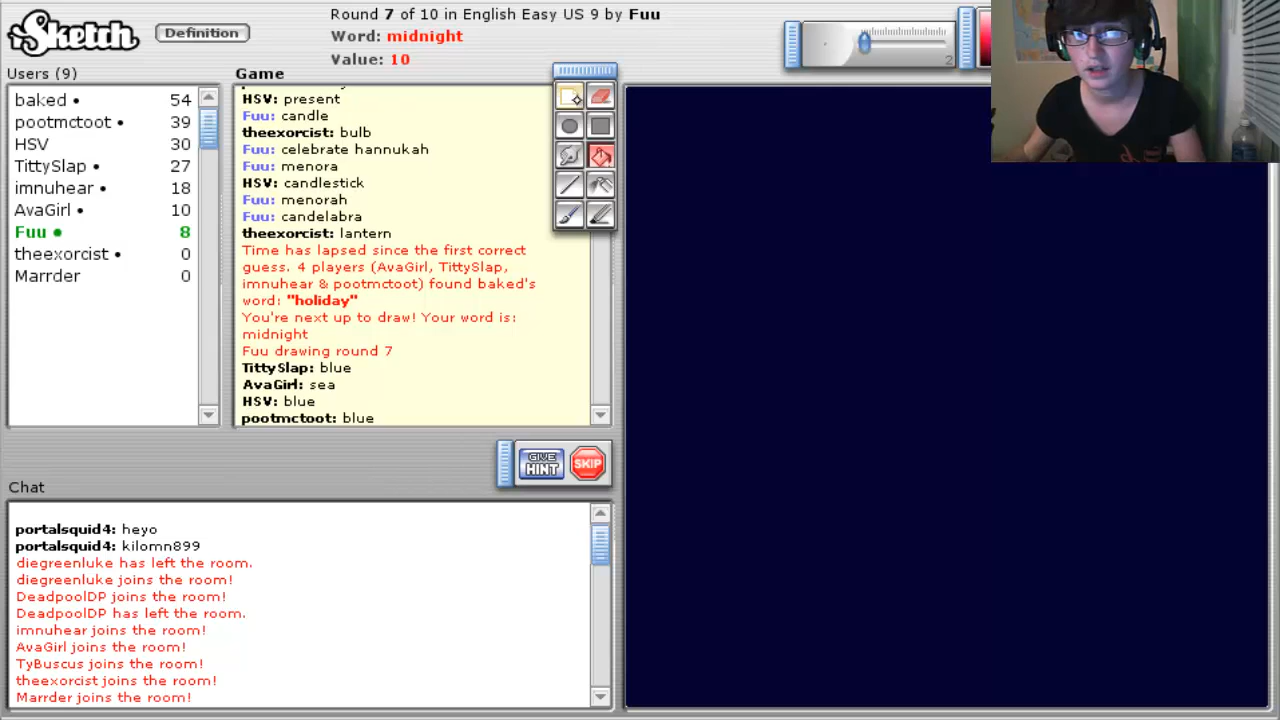 iSketch
Definition
Round 7 of 10 in English Easy US 9 by Fuu
Word: midnight
Value: 10
2
Users (9)
baked • 54
pootmctoot • 39
HSV 30
TittySlap • 27
imnuhear • 18
AvaGirl • 10
Fuu • 8
theexorcist • 0
Marrder 0
Game
HSV: present
Fuu: candle
theexorcist: bulb
Fuu: celebrate hannukah
Fuu: menora
HSV: candlestick
Fuu: menorah
Fuu: candelabra
theexorcist: lantern
Time has lapsed since the first correct
guess. 4 players (AvaGirl, TittySlap,
imnuhear & pootmctoot) found baked's
word: "holiday"
You're next up to draw! Your word is:
midnight
Fuu drawing round 7
TittySlap: blue
AvaGirl: sea
HSV: blue
pootmctoot: blue
GIVE
HINT
SKIP
Chat
portalsquid4: heyo
portalsquid4: kilomn899
diegreenluke has left the room.
diegreenluke joins the room!
DeadpoolDP joins the room!
DeadpoolDP has left the room.
imnuhear joins the room!
AvaGirl joins the room!
TyBuscus joins the room!
theexorcist joins the room!
Marrder joins the room!